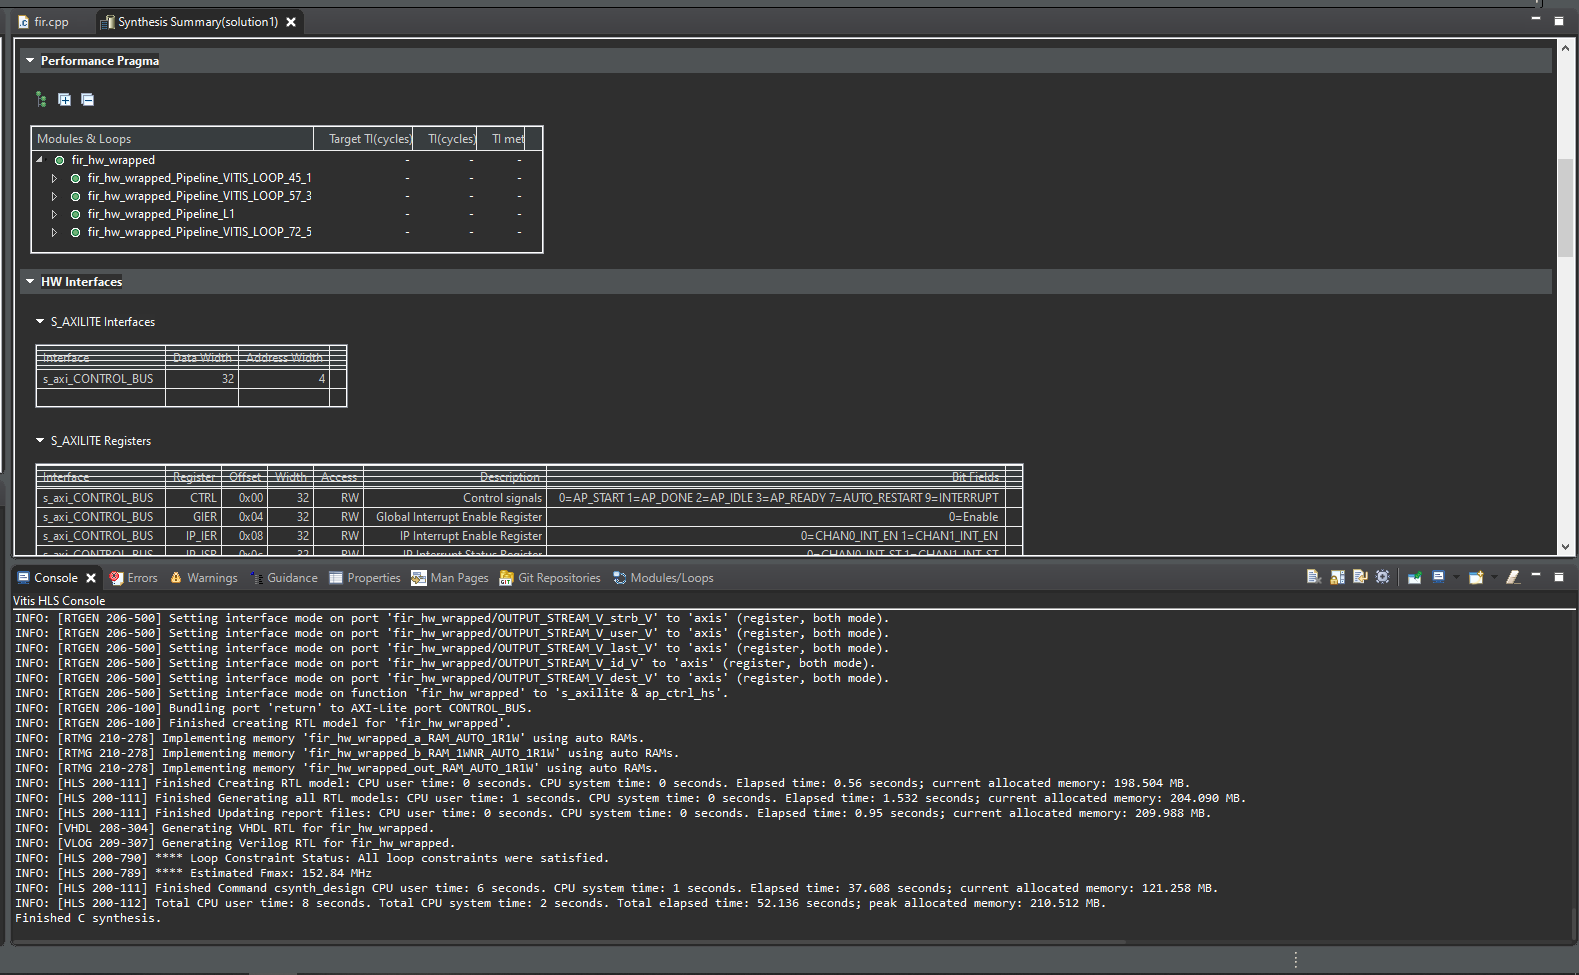 fir.cpp Synthesis Summary(solution1)
Performance Pragma
Modules & Loops Target TI(cycles) TI(cycles) TI met
fir_hw_wrapped - - -
fir_hw_wrapped_Pipeline_VITIS_LOOP_45_1 - - -
fir_hw_wrapped_Pipeline_VITIS_LOOP_57_3 - - -
fir_hw_wrapped_Pipeline_L1 - - -
fir_hw_wrapped_Pipeline_VITIS_LOOP_72_5 - - -
HW Interfaces
S_AXILITE Interfaces
Interface Data Width Address Width
s_axi_CONTROL_BUS 32 4
S_AXILITE Registers
Interface Register Offset Width Access Description Bit Fields
s_axi_CONTROL_BUS CTRL 0x00 32 RW Control signals 0=AP_START 1=AP_DONE 2=AP_IDLE 3=AP_READY 7=AUTO_RESTART 9=INTERRUPT
s_axi_CONTROL_BUS GIER 0x04 32 RW Global Interrupt Enable Register 0=Enable
s_axi_CONTROL_BUS IP_IER 0x08 32 RW IP Interrupt Enable Register 0=CHAN0_INT_EN 1=CHAN1_INT_EN
s_axi_CONTROL_BUS IP_ISR 0x0c 32 RW IP Interrupt Status Register 0=CHAN0_INT_ST 1=CHAN1_INT_ST
Console Errors Warnings Guidance Properties Man Pages Git Repositories Modules/Loops
Vitis HLS Console
INFO: [RTGEN 206-500] Setting interface mode on port 'fir_hw_wrapped/OUTPUT_STREAM_V_strb_V' to 'axis' (register, both mode).
INFO: [RTGEN 206-500] Setting interface mode on port 'fir_hw_wrapped/OUTPUT_STREAM_V_user_V' to 'axis' (register, both mode).
INFO: [RTGEN 206-500] Setting interface mode on port 'fir_hw_wrapped/OUTPUT_STREAM_V_last_V' to 'axis' (register, both mode).
INFO: [RTGEN 206-500] Setting interface mode on port 'fir_hw_wrapped/OUTPUT_STREAM_V_id_V' to 'axis' (register, both mode).
INFO: [RTGEN 206-500] Setting interface mode on port 'fir_hw_wrapped/OUTPUT_STREAM_V_dest_V' to 'axis' (register, both mode).
INFO: [RTGEN 206-500] Setting interface mode on function 'fir_hw_wrapped' to 's_axilite & ap_ctrl_hs'.
INFO: [RTGEN 206-100] Bundling port 'return' to AXI-Lite port CONTROL_BUS.
INFO: [RTGEN 206-100] Finished creating RTL model for 'fir_hw_wrapped'.
INFO: [RTMG 210-278] Implementing memory 'fir_hw_wrapped_a_RAM_AUTO_1R1W' using auto RAMs.
INFO: [RTMG 210-278] Implementing memory 'fir_hw_wrapped_b_RAM_1WNR_AUTO_1R1W' using auto RAMs.
INFO: [RTMG 210-278] Implementing memory 'fir_hw_wrapped_out_RAM_AUTO_1R1W' using auto RAMs.
INFO: [HLS 200-111] Finished Creating RTL model: CPU user time: 0 seconds. CPU system time: 0 seconds. Elapsed time: 0.56 seconds; current allocated memory: 198.504 MB.
INFO: [HLS 200-111] Finished Generating all RTL models: CPU user time: 1 seconds. CPU system time: 0 seconds. Elapsed time: 1.532 seconds; current allocated memory: 204.090 MB.
INFO: [HLS 200-111] Finished Updating report files: CPU user time: 0 seconds. CPU system time: 0 seconds. Elapsed time: 0.95 seconds; current allocated memory: 209.988 MB.
INFO: [VHDL 208-304] Generating VHDL RTL for fir_hw_wrapped.
INFO: [VLOG 209-307] Generating Verilog RTL for fir_hw_wrapped.
INFO: [HLS 200-790] **** Loop Constraint Status: All loop constraints were satisfied.
INFO: [HLS 200-789] **** Estimated Fmax: 152.84 MHz
INFO: [HLS 200-111] Finished Command csynth_design CPU user time: 6 seconds. CPU system time: 1 seconds. Elapsed time: 37.608 seconds; current allocated memory: 121.258 MB.
INFO: [HLS 200-112] Total CPU user time: 8 seconds. Total CPU system time: 2 seconds. Total elapsed time: 52.136 seconds; peak allocated memory: 210.512 MB.
Finished C synthesis.